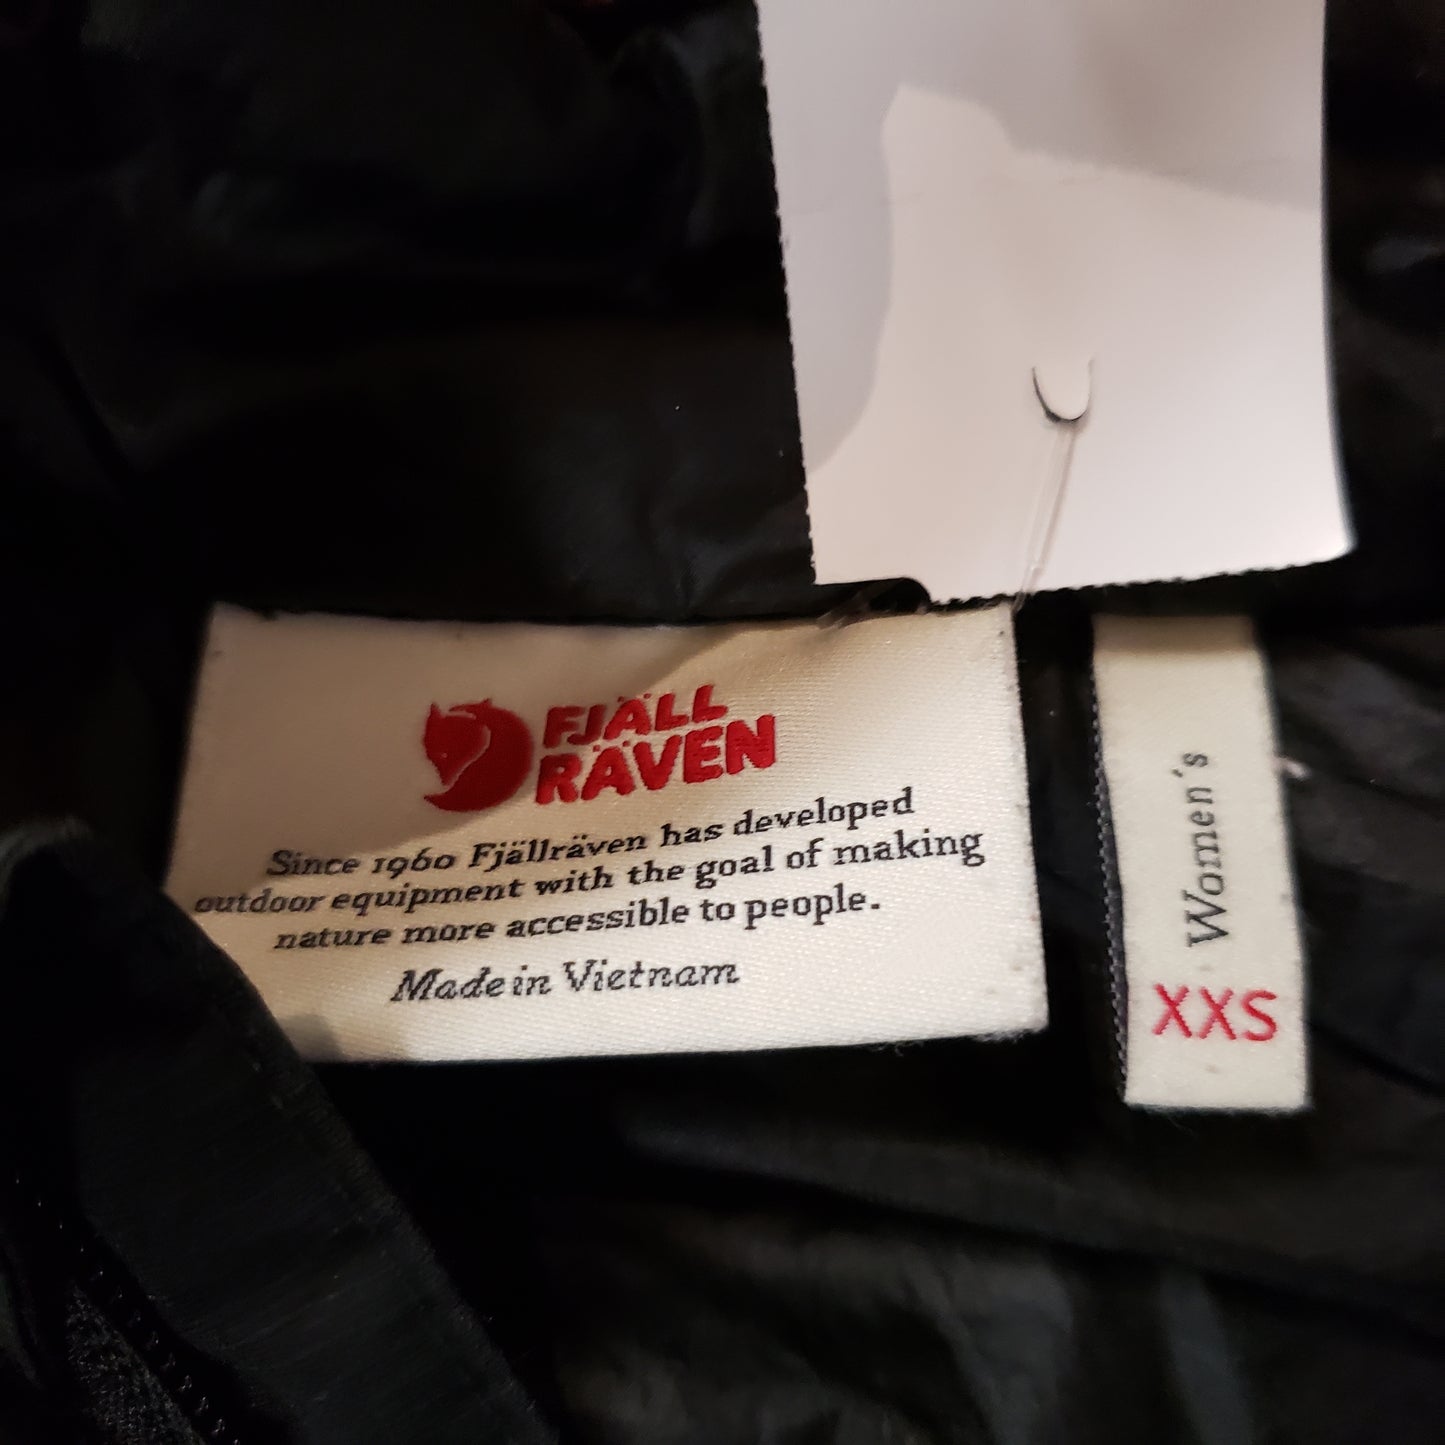 FJÄLL
RÄVEN
Since 1960 Fjällräven has developed
outdoor equipment with the goal of making
nature more accessible to people.
Made in Vietnam
Women's
XXS